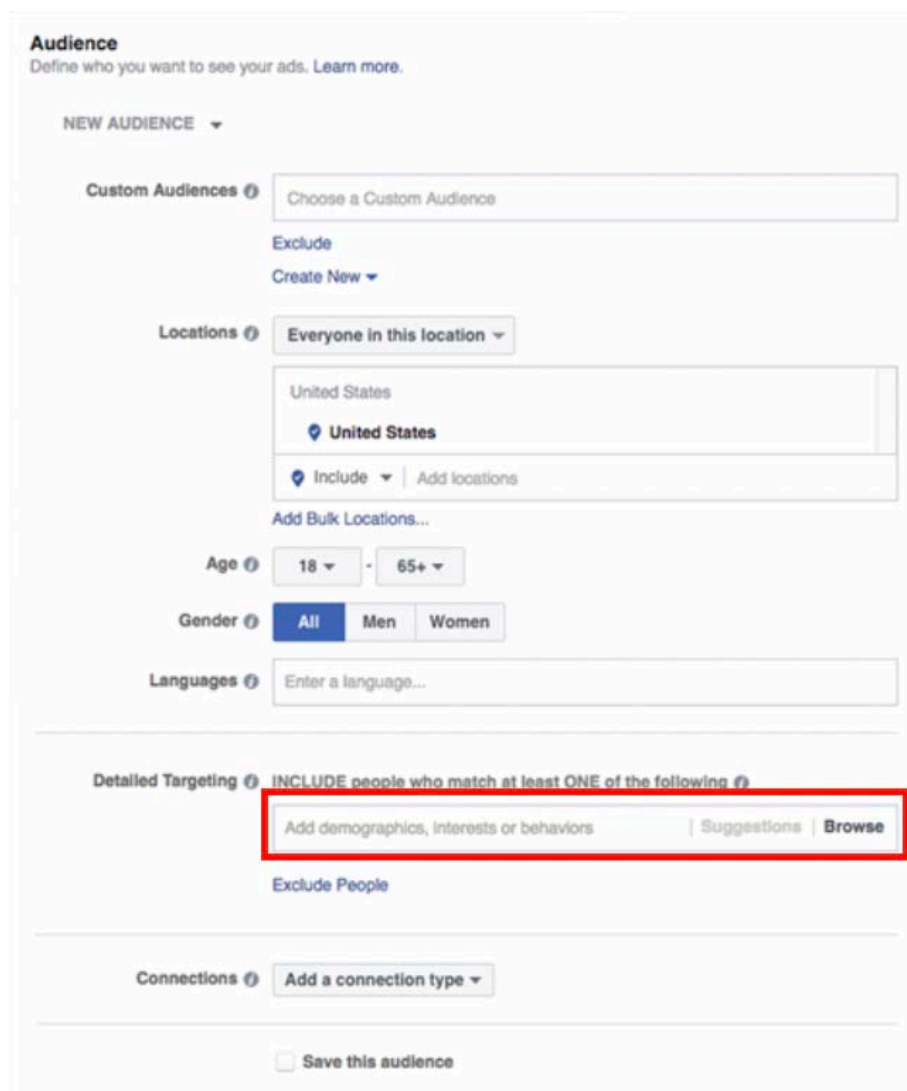 Audience
Define who you want to see your ads. Learn more.
NEW AUDIENCE
Custom Audiences Choose a Custom Audience
Exclude
Create New
Locations Everyone in this location
United States
United States
Include Add locations
Add Bulk Locations...
Age 18 - 65+
Gender All Men Women
Languages Enter a language...
Detailed Targeting INCLUDE people who match at least ONE of the following
Add demographics, interests or behaviors | Suggestions | Browse
Exclude People
Connections Add a connection type
Save this audience